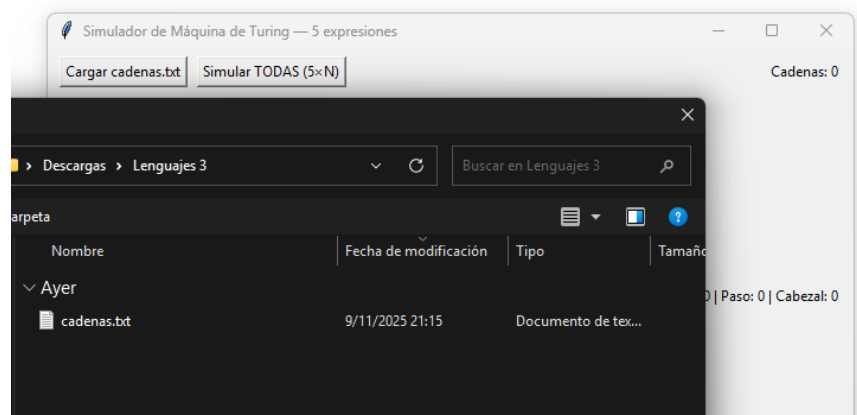 Simulador de Máquina de Turing — 5 expresiones
Cargar cadenas.txt Simular TODAS (5×N) Cadenas: 0
Descargas > Lenguajes 3 Buscar en Lenguajes 3
arpeta
Nombre Fecha de modificación Tipo Tamaño
Ayer
| Paso: 0 | Cabezal: 0
cadenas.txt 9/11/2025 21:15 Documento de tex...